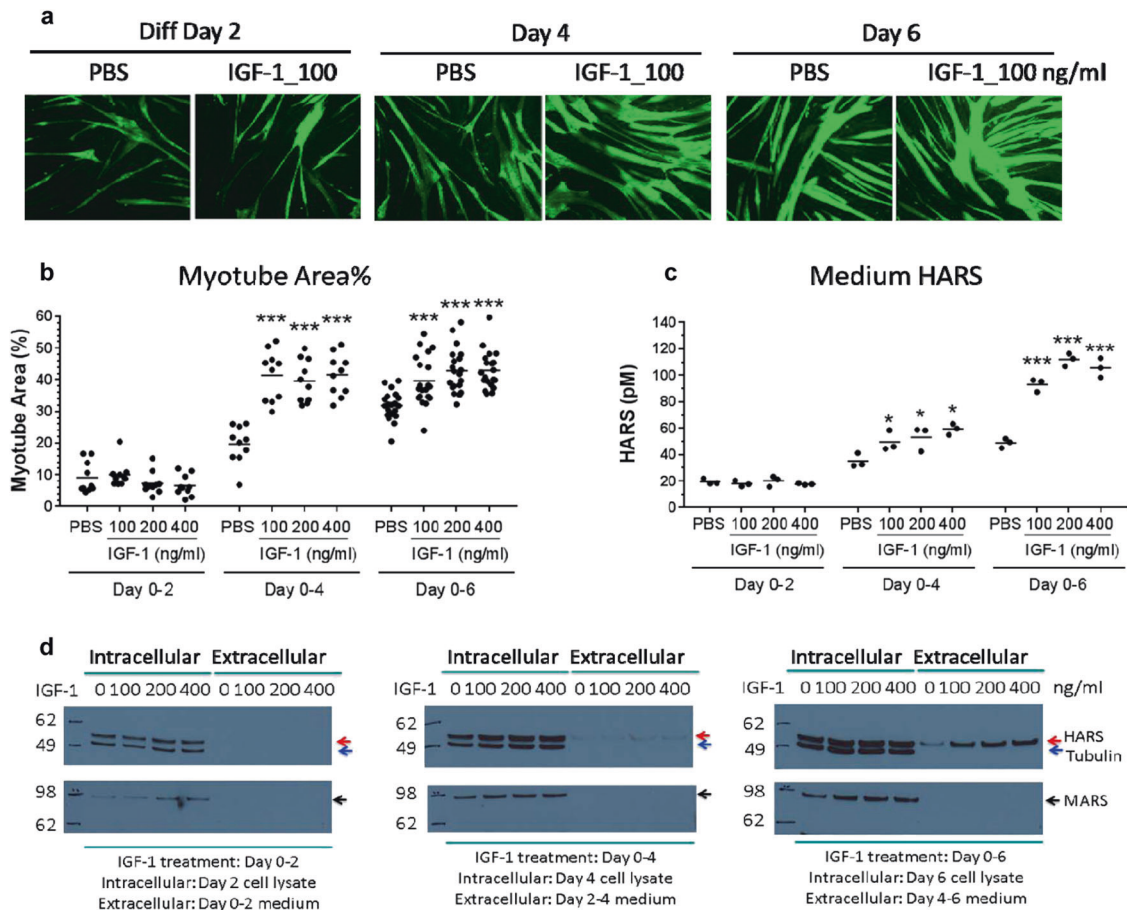 a
Diff Day 2
Day 4
Day 6
PBS
IGF-1_100
PBS
IGF-1_100
PBS
IGF-1_100 ng/ml
b
Myotube Area%
Myotube Area (%)
60
50
40
30
20
10
0
*** *** ***
*** *** ***
PBS 100 200 400 PBS 100 200 400 PBS 100 200 400
IGF-1 (ng/ml) IGF-1 (ng/ml) IGF-1 (ng/ml)
Day 0-2 Day 0-4 Day 0-6
c
Medium HARS
HARS (pM)
140
120
100
80
60
40
20
0
* * *
*** *** ***
PBS 100 200 400 PBS 100 200 400 PBS 100 200 400
IGF-1 (ng/ml) IGF-1 (ng/ml) IGF-1 (ng/ml)
Day 0-2 Day 0-4 Day 0-6
d
Intracellular Extracellular
IGF-1 0 100 200 400 0 100 200 400
62
49
98
62
IGF-1 treatment: Day 0-2
Intracellular: Day 2 cell lysate
Extracellular: Day 0-2 medium
Intracellular Extracellular
IGF-1 0 100 200 400 0 100 200 400
62
49
98
62
IGF-1 treatment: Day 0-4
Intracellular: Day 4 cell lysate
Extracellular: Day 2-4 medium
Intracellular Extracellular
IGF-1 0 100 200 400 0 100 200 400 ng/ml
62
49
HARS
Tubulin
98
MARS
62
IGF-1 treatment: Day 0-6
Intracellular: Day 6 cell lysate
Extracellular: Day 4-6 medium